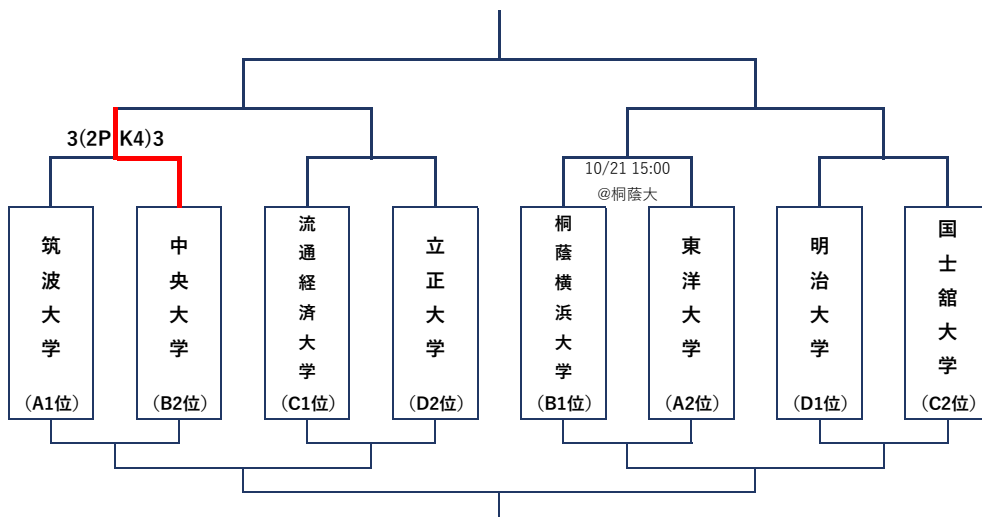 3(2PK4)3
10/21 15:00
@桐蔭大
筑波大学
(A1位)
中央大学
(B2位)
流通経済大学
(C1位)
立正大学
(D2位)
桐蔭横浜大学
(B1位)
東洋大学
(A2位)
明治大学
(D1位)
国士舘大学
(C2位)